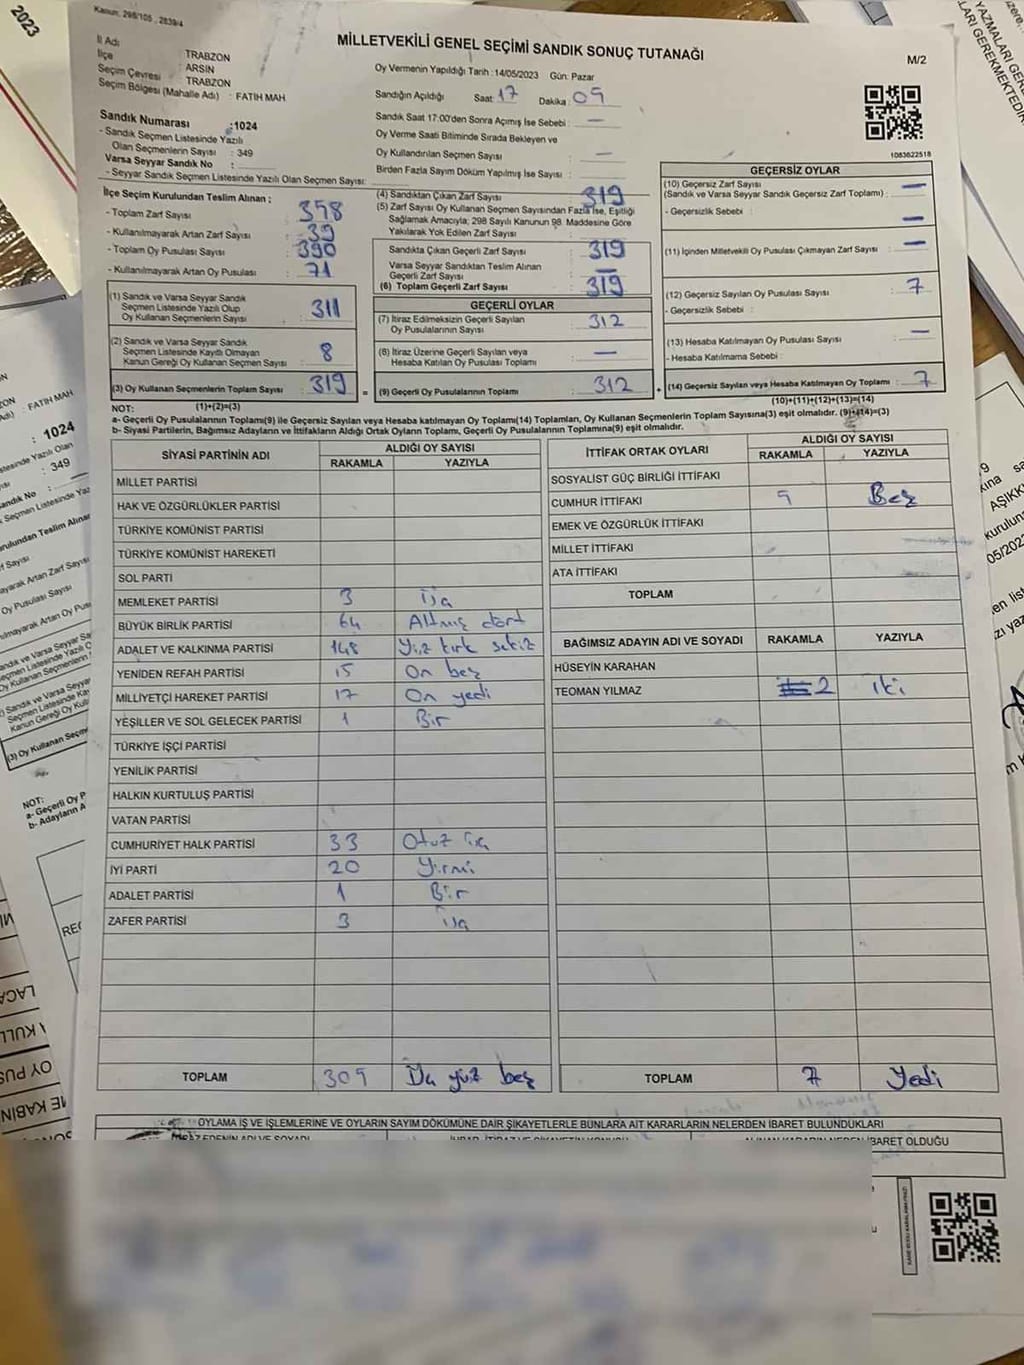 2023
Kanun: 298/105 , 2839/4
MİLLETVEKİLİ GENEL SEÇİMİ SANDIK SONUÇ TUTANAĞI
M/2
İl Adı : TRABZON
İlçe : ARSİN
Seçim Çevresi : TRABZON
Seçim Bölgesi (Mahalle Adı) : FATİH MAH
Sandık Numarası :1024
- Sandık Seçmen Listesinde Yazılı
Olan Seçmenlerin Sayısı : 349
Varsa Seyyar Sandık No :
- Seyyar Sandık Seçmen Listesinde Yazılı Olan Seçmen Sayısı:
Oy Vermenin Yapıldığı Tarih :14/05/2023 Gün: Pazar
Sandığın Açıldığı Saat: 17 Dakika: 09
Sandık Saat 17:00'den Sonra Açımış İse Sebebi : —
Oy Verme Saati Bitiminde Sırada Bekleyen ve
Oy Kullandırılan Seçmen Sayısı : —
Birden Fazla Sayım Döküm Yapılmış İse Sayısı :
1083622518
İlçe Seçim Kurulundan Teslim Alınan ;
- Toplam Zarf Sayısı : 358
- Kullanılmayarak Artan Zarf Sayısı : 39
- Toplam Oy Pusulası Sayısı : 390
- Kullanılmayarak Artan Oy Pusulası : 71
(1) Sandık ve Varsa Seyyar Sandık
Seçmen Listesinde Yazılı Olup
Oy Kullanan Seçmenlerin Sayısı : 311
(2) Sandık ve Varsa Seyyar Sandık
Seçmen Listesinde Kayıtlı Olmayan
Kanun Gereği Oy Kullanan Seçmen Sayısı : 8
(3) Oy Kullanan Seçmenlerin Toplam Sayısı : 319
(1)+(2)=(3)
(4) Sandıktan Çıkan Zarf Sayısı : 319
(5) Zarf Sayısı Oy Kullanan Seçmen Sayısından Fazla İse, Eşitliği
Sağlamak Amacıyla, 298 Sayılı Kanunun 98. Maddesine Göre
Yakılarak Yok Edilen Zarf Sayısı :
Sandıkta Çıkan Geçerli Zarf Sayısı : 319
Varsa Seyyar Sandıktan Teslim Alınan
Geçerli Zarf Sayısı : —
(6) Toplam Geçerli Zarf Sayısı : 319
GEÇERLİ OYLAR
(7) İtiraz Edilmeksizin Geçerli Sayılan
Oy Pusulalarının Sayısı : 312
(8) İtiraz Üzerine Geçerli Sayılan veya
Hesaba Katılan Oy Pusulası Toplamı : —
= (9) Geçerli Oy Pusulalarının Toplamı : 312
GEÇERSİZ OYLAR
(10) Geçersiz Zarf Sayısı
(Sandık ve Varsa Seyyar Sandık Geçersiz Zarf Toplamı) : —
- Geçersizlik Sebebi : —
(11) İçinden Milletvekili Oy Pusulası Çıkmayan Zarf Sayısı : —
(12) Geçersiz Sayılan Oy Pusulası Sayısı : 7
- Geçersizlik Sebebi :
(13) Hesaba Katılmayan Oy Pusulası Sayısı : —
- Hesaba Katılmama Sebebi :
+ (14) Geçersiz Sayılan veya Hesaba Katılmayan Oy Toplamı : 7
(10)+(11)+(12)+(13)=(14)
NOT:
a- Geçerli Oy Pusulalarının Toplamı(9) ile Geçersiz Sayılan veya Hesaba katılmayan Oy Toplamı(14) Toplamları, Oy Kullanan Seçmenlerin Toplam Sayısına(3) eşit olmalıdır. (9)+(14)=(3)
b- Siyasi Partilerin, Bağımsız Adayların ve İttifakların Aldığı Ortak Oyların Toplamı, Geçerli Oy Pusulalarının Toplamına(9) eşit olmalıdır.
SİYASİ PARTİNİN ADI ALDIĞI OY SAYISI
RAKAMLA YAZIYLA
MİLLET PARTİSİ
HAK VE ÖZGÜRLÜKLER PARTİSİ
TÜRKİYE KOMÜNİST PARTİSİ
TÜRKİYE KOMÜNİST HAREKETİ
SOL PARTİ
MEMLEKET PARTİSİ 3 üç
BÜYÜK BİRLİK PARTİSİ 64 Altmış dört
ADALET VE KALKINMA PARTİSİ 148 Yüz kırk sekiz
YENİDEN REFAH PARTİSİ 15 On beş
MİLLİYETÇİ HAREKET PARTİSİ 17 On yedi
YEŞİLLER VE SOL GELECEK PARTİSİ 1 Bir
TÜRKİYE İŞÇİ PARTİSİ
YENİLİK PARTİSİ
HALKIN KURTULUŞ PARTİSİ
VATAN PARTİSİ
CUMHURİYET HALK PARTİSİ 33 Otuz üç
İYİ PARTİ 20 Yirmi
ADALET PARTİSİ 1 Bir
ZAFER PARTİSİ 3 üç
TOPLAM 305 Üç yüz beş
İTTİFAK ORTAK OYLARI ALDIĞI OY SAYISI
RAKAMLA YAZIYLA
SOSYALİST GÜÇ BİRLİĞİ İTTİFAKI
CUMHUR İTTİFAKI 5 Beş
EMEK VE ÖZGÜRLÜK İTTİFAKI
MİLLET İTTİFAKI
ATA İTTİFAKI
TOPLAM
BAĞIMSIZ ADAYIN ADI VE SOYADI RAKAMLA YAZIYLA
HÜSEYİN KARAHAN
TEOMAN YILMAZ 2 iki
TOPLAM 7 Yedi
OYLAMA İŞ VE İŞLEMLERİNE VE OYLARIN SAYIM DÖKÜMÜNE DAİR ŞİKAYETLERLE BUNLARA AİT KARARLARIN NELERDEN İBARET BULUNDUKLARI